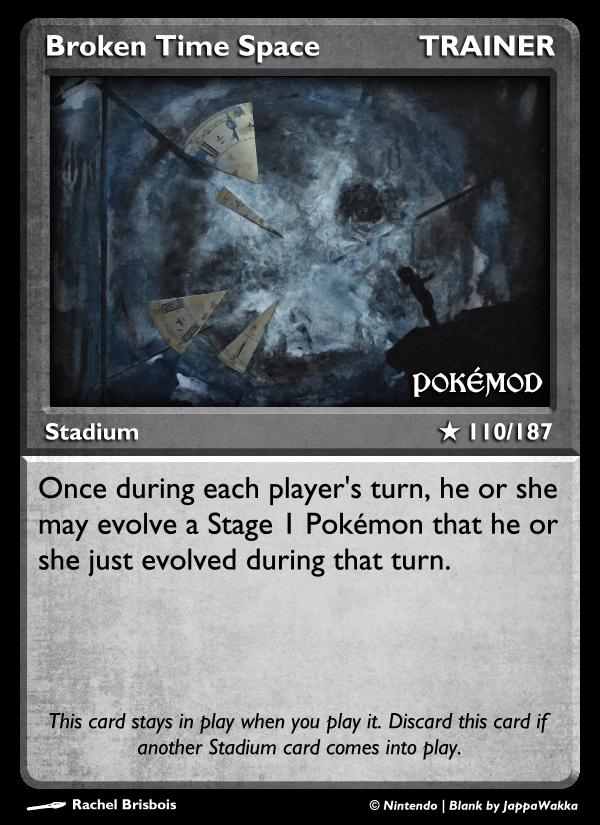 Broken Time Space TRAINER
POKÉMOD
Stadium ★ 110/187
Once during each player's turn, he or she
may evolve a Stage 1 Pokémon that he or
she just evolved during that turn.
This card stays in play when you play it. Discard this card if
another Stadium card comes into play.
Rachel Brisbois © Nintendo | Blank by JappaWakka